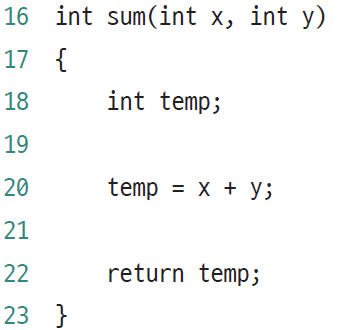 16 int sum(int x, int y)
17 {
18 int temp;
19
20 temp = x + y;
21
22 return temp;
23 }